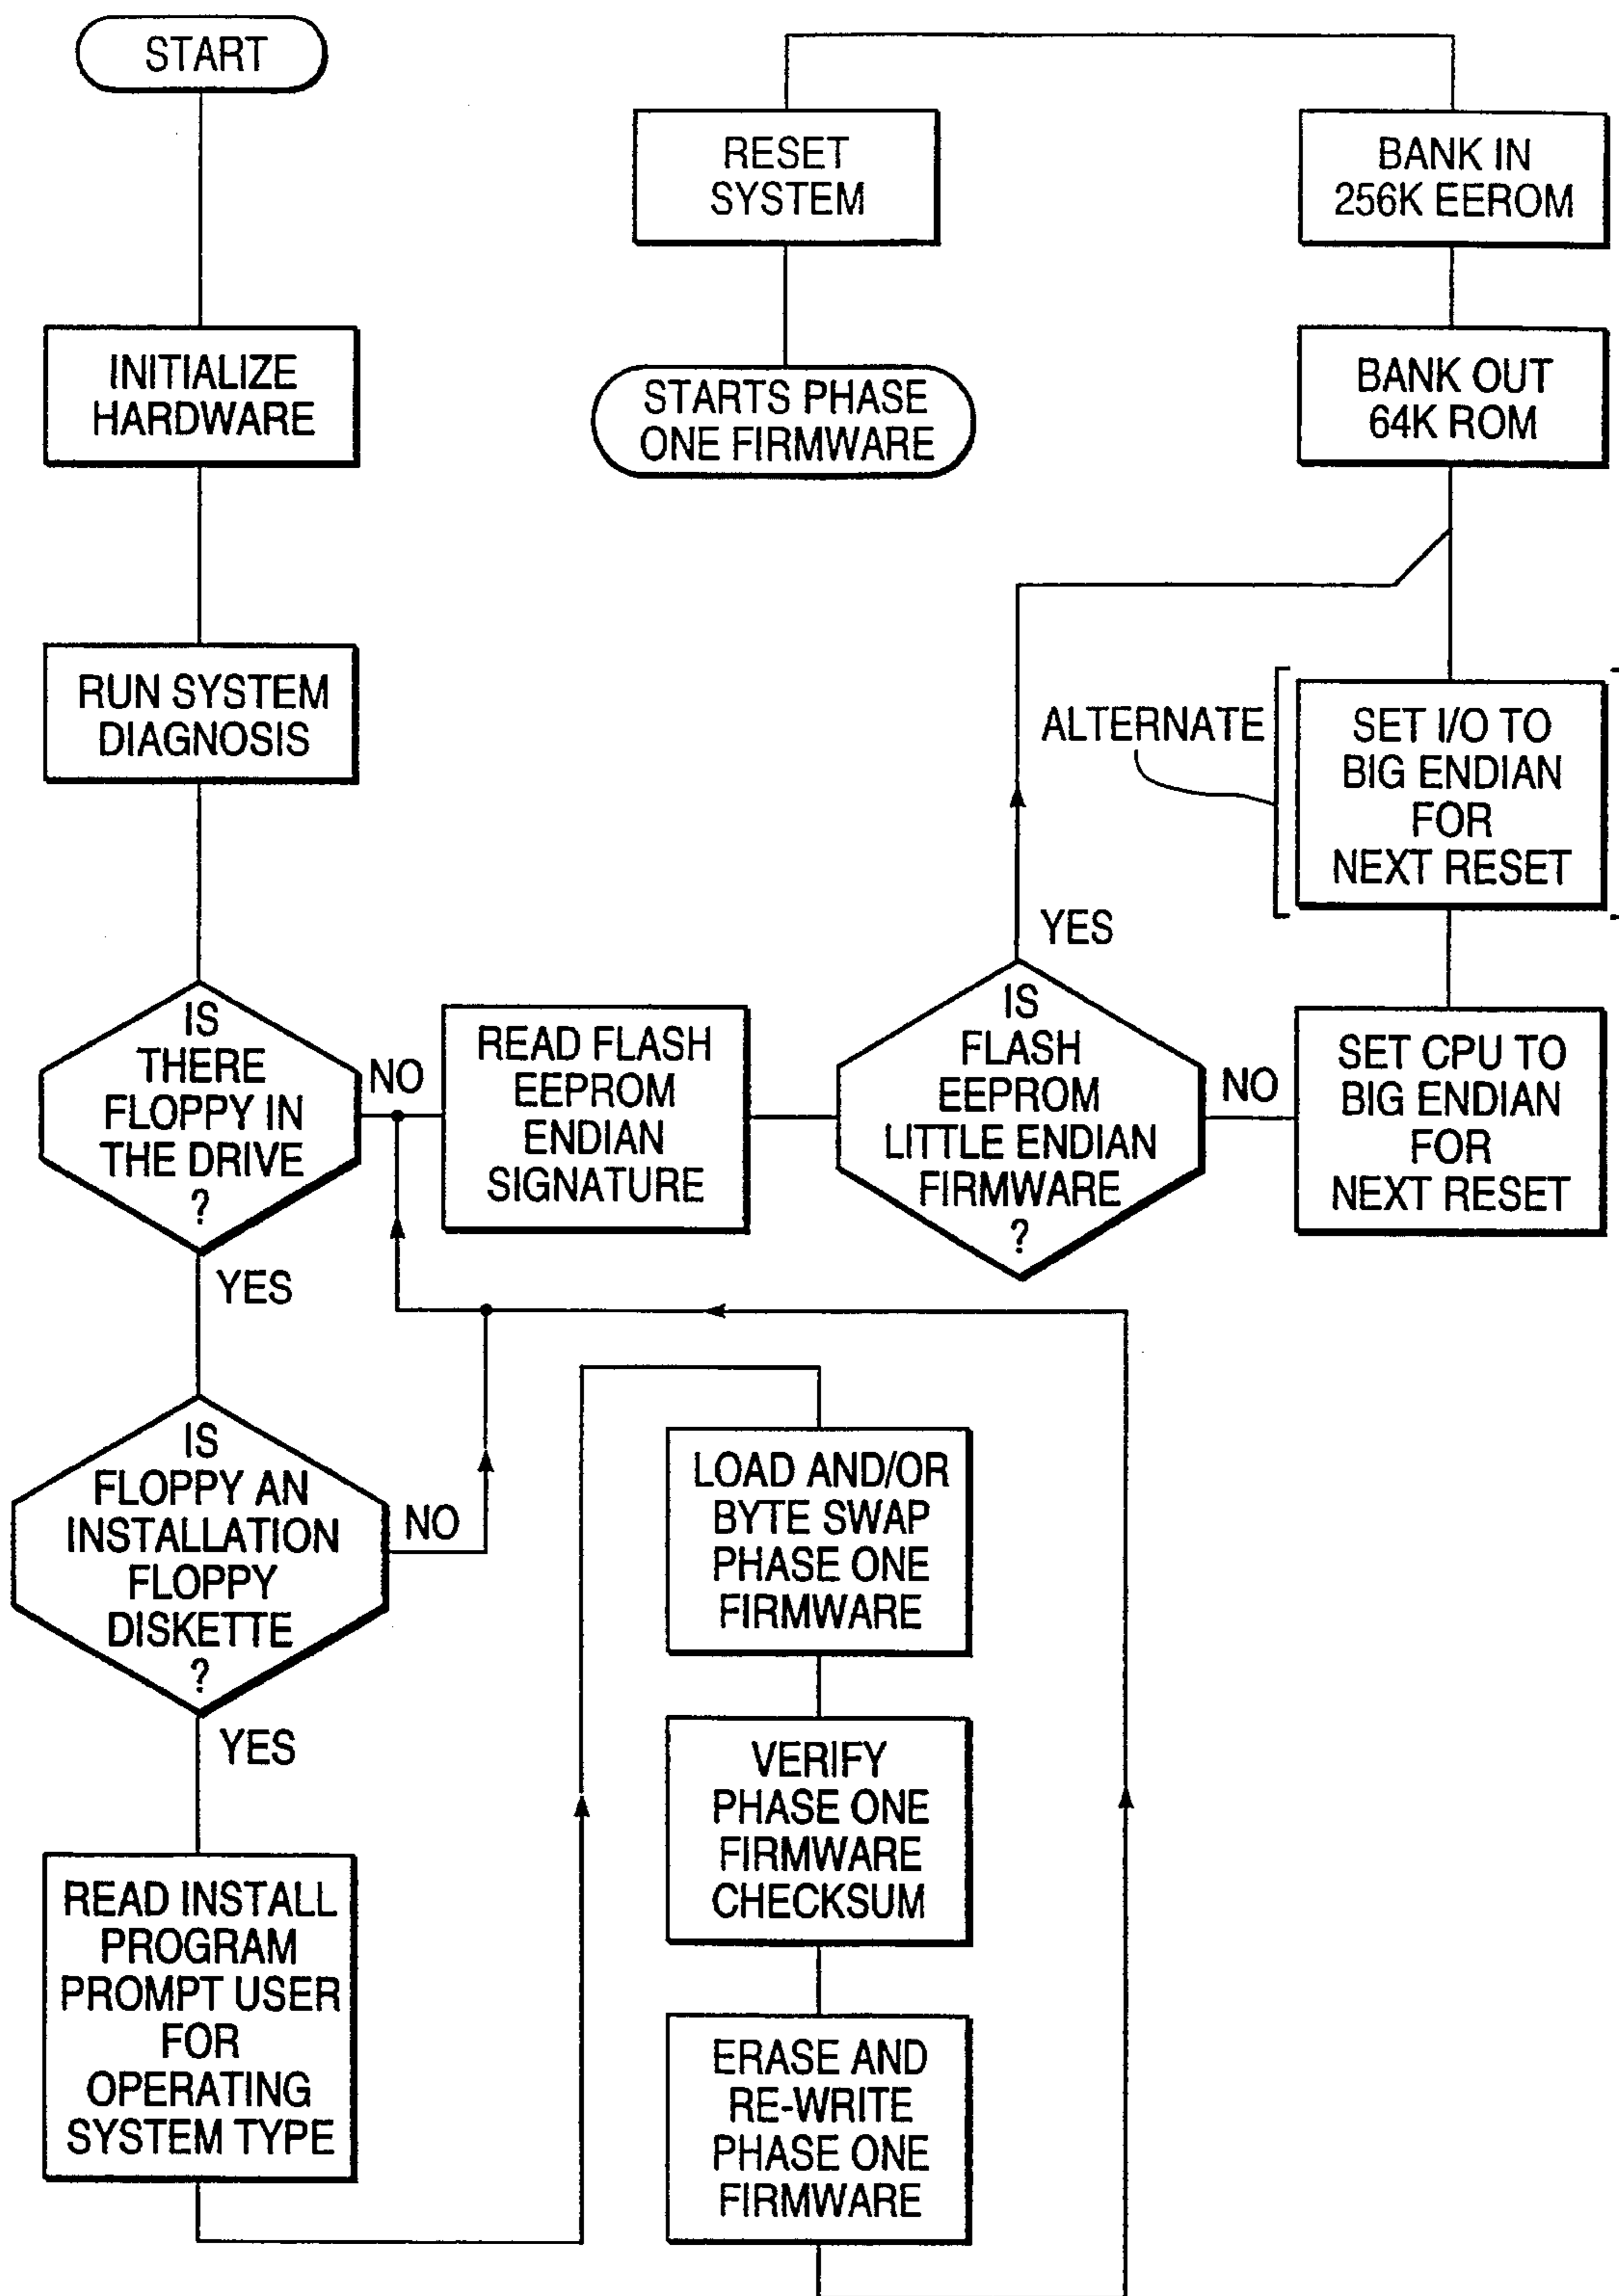 START
INITIALIZE
HARDWARE
RUN SYSTEM
DIAGNOSIS
IS
THERE
FLOPPY IN
THE DRIVE
?
NO
YES
IS
FLOPPY AN
INSTALLATION
FLOPPY
DISKETTE
?
NO
YES
READ INSTALL
PROGRAM
PROMPT USER
FOR
OPERATING
SYSTEM TYPE
LOAD AND/OR
BYTE SWAP
PHASE ONE
FIRMWARE
VERIFY
PHASE ONE
FIRMWARE
CHECKSUM
ERASE AND
RE-WRITE
PHASE ONE
FIRMWARE
READ FLASH
EEPROM
ENDIAN
SIGNATURE
IS
FLASH
EEPROM
LITTLE ENDIAN
FIRMWARE
?
YES
NO
SET CPU TO
BIG ENDIAN
FOR
NEXT RESET
ALTERNATE
SET I/O TO
BIG ENDIAN
FOR
NEXT RESET
BANK OUT
64K ROM
BANK IN
256K EEROM
RESET
SYSTEM
STARTS PHASE
ONE FIRMWARE